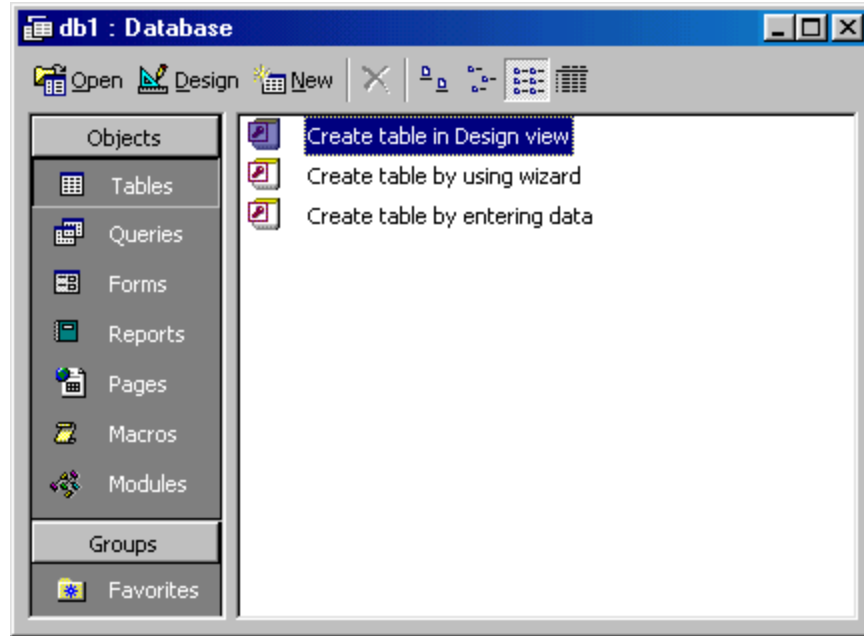 db1 : Database
Open Design New
Objects
Tables
Queries
Forms
Reports
Pages
Macros
Modules
Groups
Favorites
Create table in Design view
Create table by using wizard
Create table by entering data